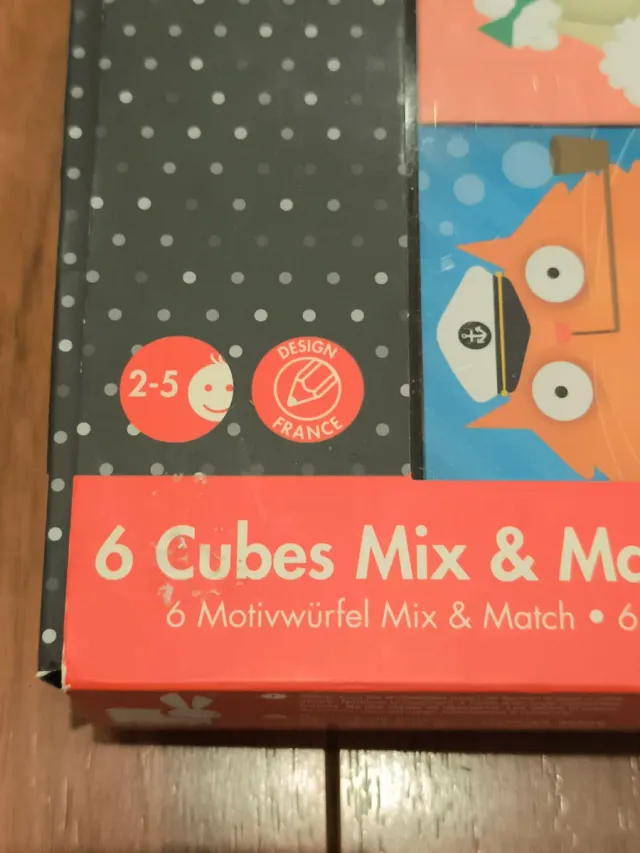 2-5
DESIGN
FRANCE
6 Cubes Mix & Ma
6 Motivwürfel Mix & Match • 6